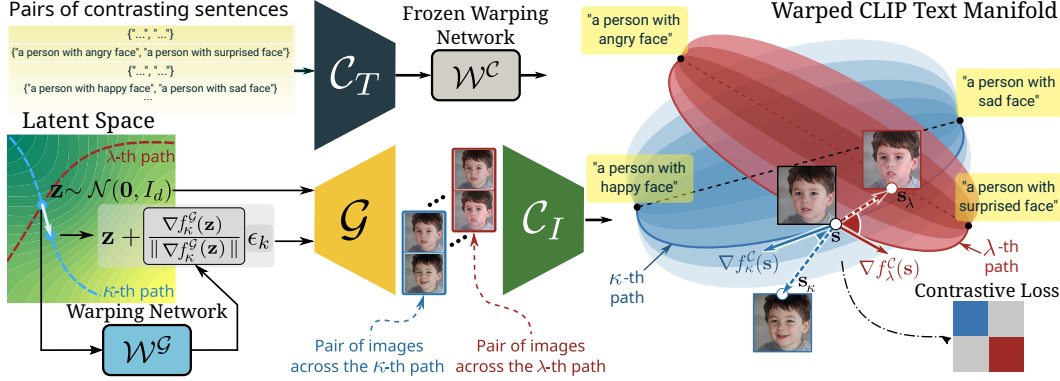 Pairs of contrasting sentences
{"...", "..."}
{"a person with angry face", "a person with surprised face"}
{"...", "..."}
{"a person with happy face", "a person with sad face"}
...
𝒞_T
Frozen Warping
Network
𝒲^𝒞
Warped CLIP Text Manifold
"a person with
angry face"
"a person with
sad face"
"a person with
happy face"
"a person with
surprised face"
Latent Space
λ-th path
z ~ 𝒩(0, I_d)
z + ∇f_κ^𝒢(z) / ‖ ∇f_κ^𝒢(z) ‖ ϵ_k
κ-th path
Warping Network
𝒲^𝒢
𝒢
𝒞_I
Pair of images
across the κ-th path
Pair of images
across the λ-th path
s_λ
s
∇f_κ^𝒞(s)
∇f_λ^𝒞(s)
s_κ
κ-th
path
λ-th
path
Contrastive Loss